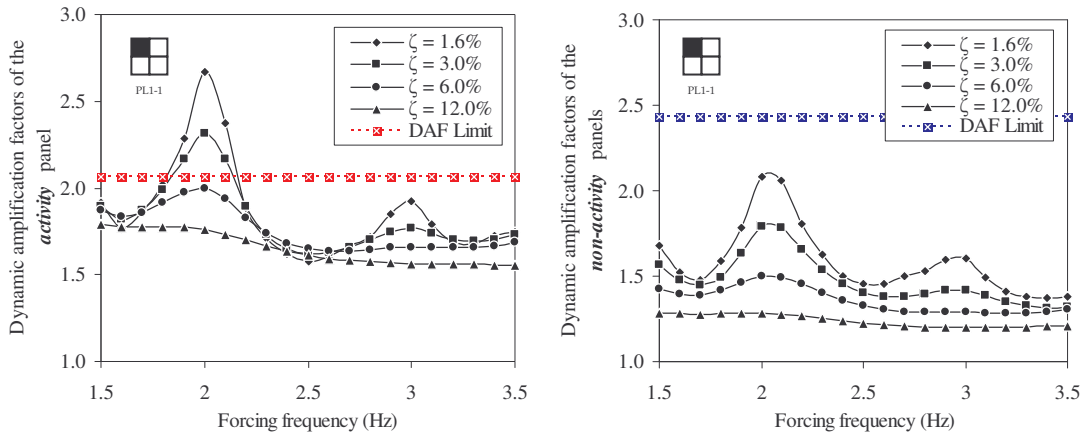 Dynamic amplification factors of the
activity panel
3.0
2.5
2.0
1.5
1.0
PL1-1
ζ = 1.6%
ζ = 3.0%
ζ = 6.0%
ζ = 12.0%
DAF Limit
1.5
2
2.5
3
3.5
Forcing frequency (Hz)
Dynamic amplification factors of the
non-activity panels
3.0
2.5
2.0
1.5
1.0
PL1-1
ζ = 1.6%
ζ = 3.0%
ζ = 6.0%
ζ = 12.0%
DAF Limit
1.5
2
2.5
3
3.5
Forcing frequency (Hz)